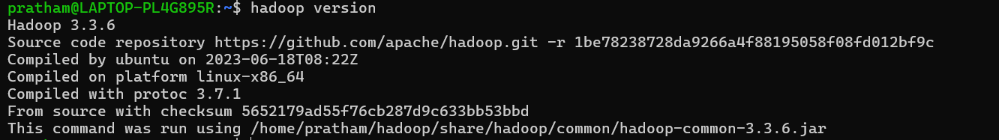 pratham@LAPTOP-PL4G895R:~$ hadoop version
Hadoop 3.3.6
Source code repository https://github.com/apache/hadoop.git -r 1be78238728da9266a4f88195058f08fd012bf9c
Compiled by ubuntu on 2023-06-18T08:22Z
Compiled on platform linux-x86_64
Compiled with protoc 3.7.1
From source with checksum 5652179ad55f76cb287d9c633bb53bbd
This command was run using /home/pratham/hadoop/share/hadoop/common/hadoop-common-3.3.6.jar